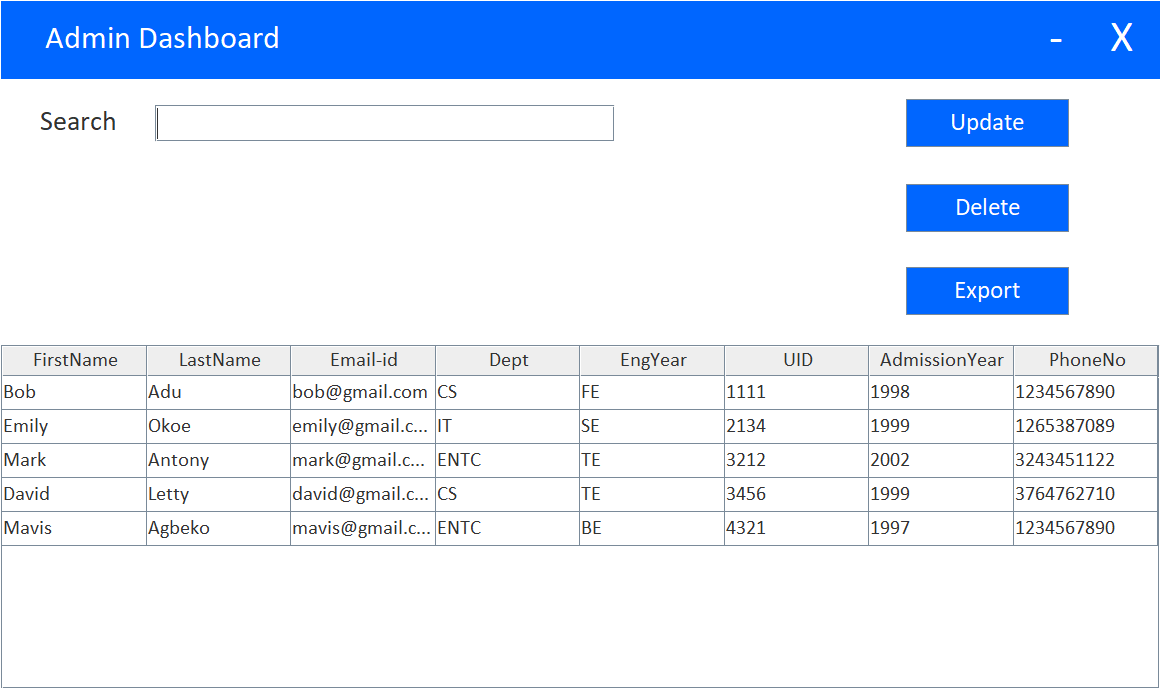 Admin Dashboard - X
Search Update
Delete
Export
FirstName LastName Email-id Dept EngYear UID AdmissionYear PhoneNo
Bob Adu bob@gmail.com CS FE 1111 1998 1234567890
Emily Okoe emily@gmail.c... IT SE 2134 1999 1265387089
Mark Antony mark@gmail.c... ENTC TE 3212 2002 3243451122
David Letty david@gmail.c... CS TE 3456 1999 3764762710
Mavis Agbeko mavis@gmail.c... ENTC BE 4321 1997 1234567890